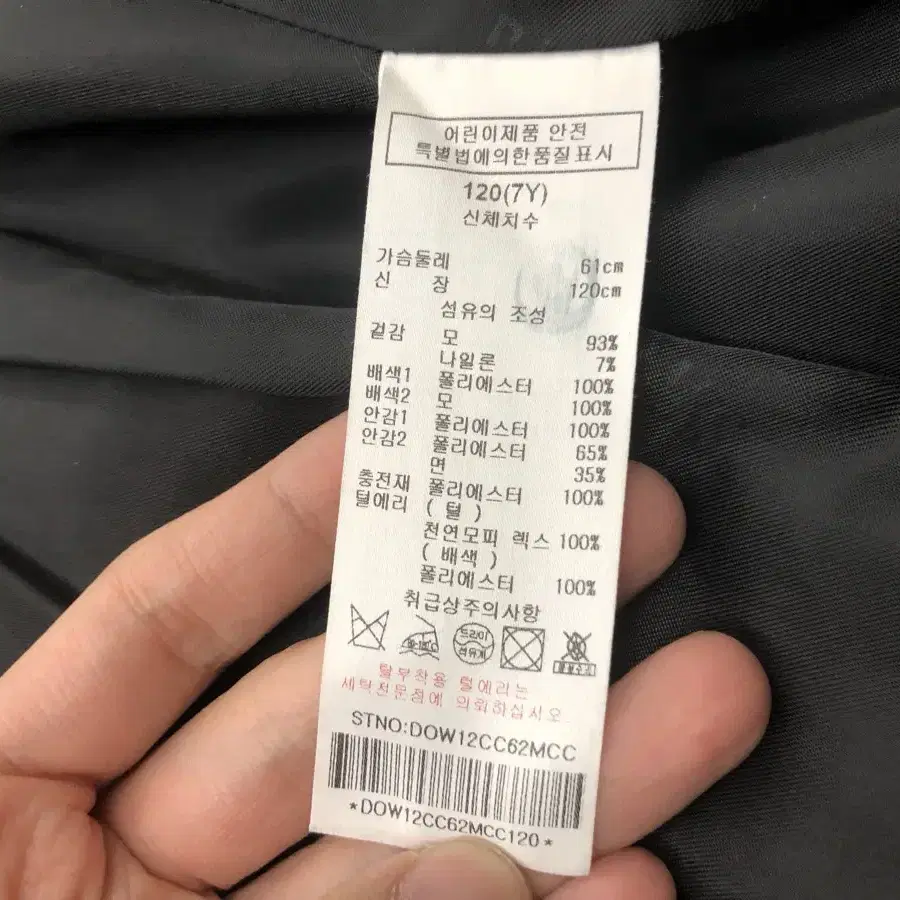 어린이제품 안전
특별법에의한품질표시
120(7Y)
신체치수
가슴둘레 61cm
신 장 120cm
섬유의 조성
겉감 모 93%
나일론 7%
배색1 폴리에스터 100%
배색2 모 100%
안감1 폴리에스터 100%
안감2 폴리에스터 65%
면 35%
충전재 폴리에스터 100%
털에리 ( 털 )
천연모피 렉스 100%
( 배색 )
폴리에스터 100%
취급상주의사항
드라이
석유계
탈부착용 털에리는
세탁전문점에 의뢰하십시오
STNO:DOW12CC62MCC
*DOW12CC62MCC120*